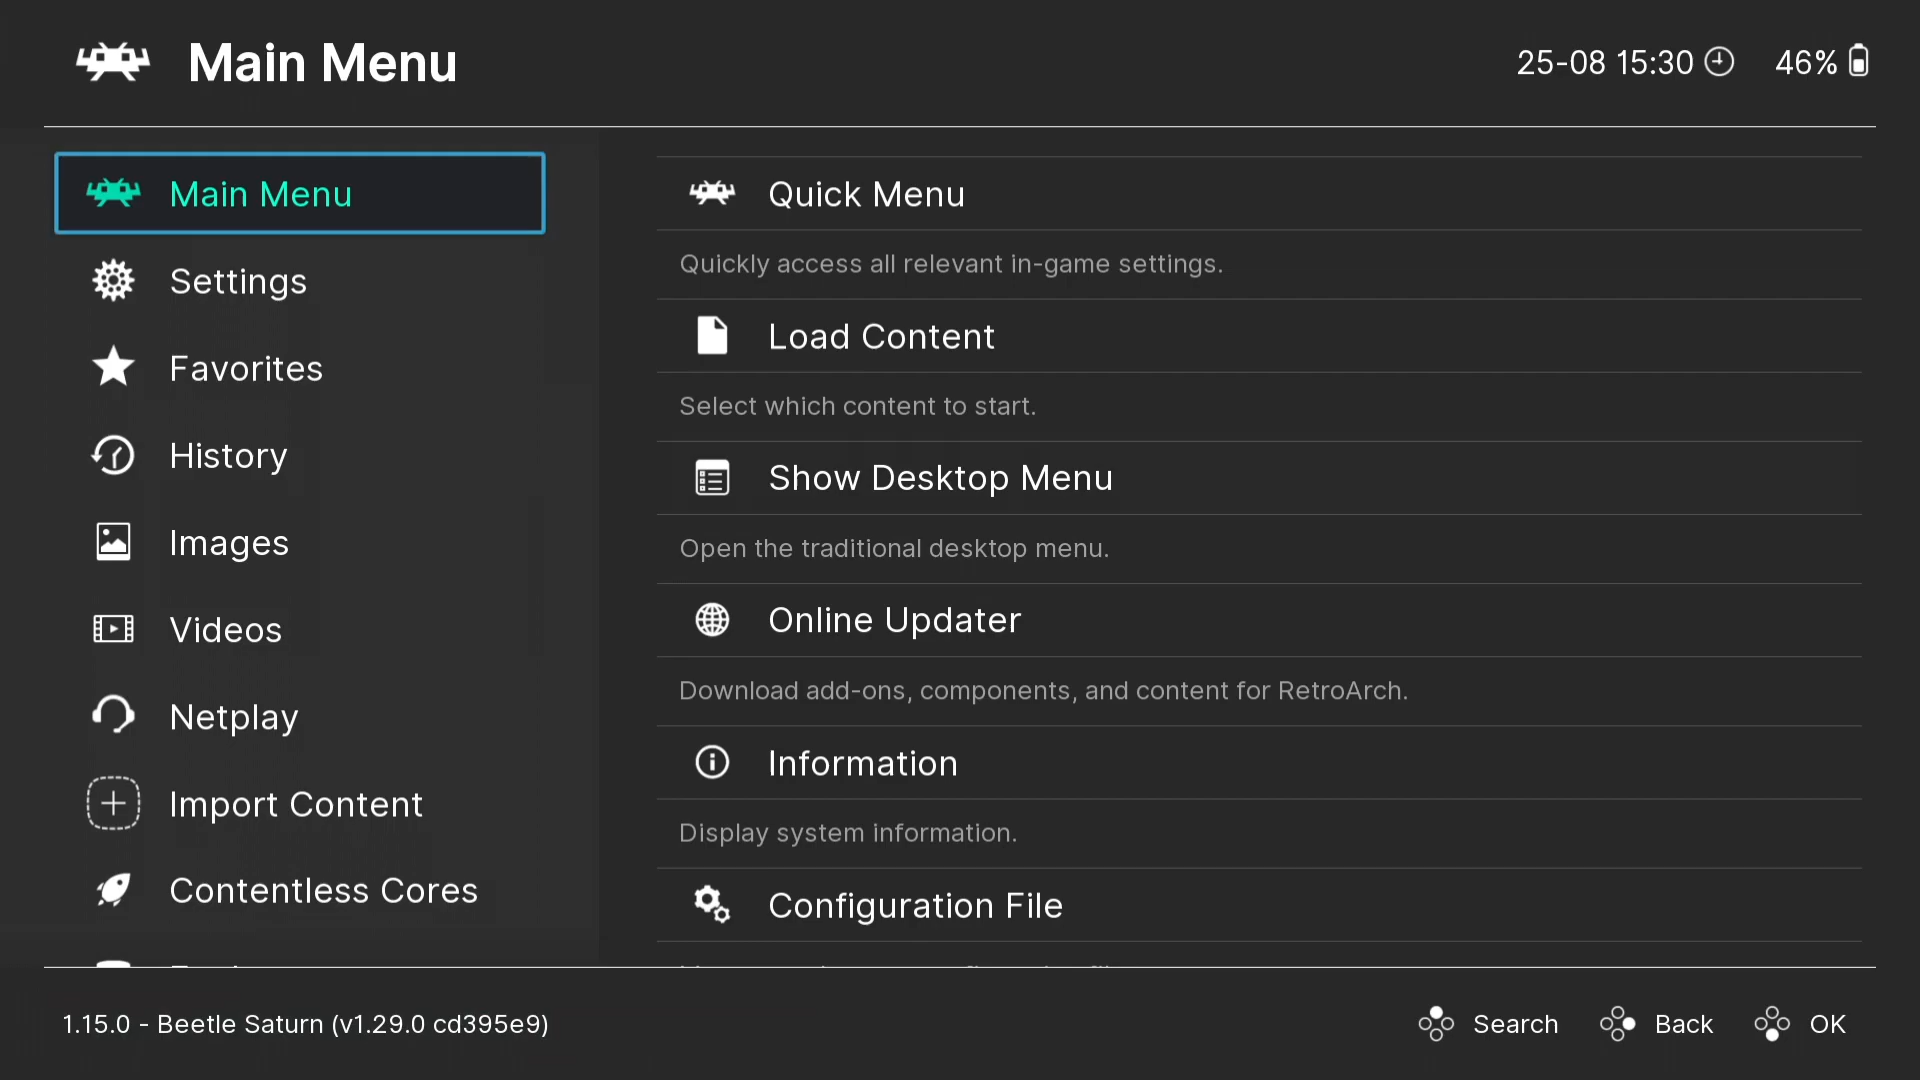 Main Menu
25-08 15:30
46%
Main Menu
Settings
Favorites
History
Images
Videos
Netplay
Import Content
Contentless Cores
Quick Menu
Quickly access all relevant in-game settings.
Load Content
Select which content to start.
Show Desktop Menu
Open the traditional desktop menu.
Online Updater
Download add-ons, components, and content for RetroArch.
Information
Display system information.
Configuration File
1.15.0 - Beetle Saturn (v1.29.0 cd395e9)
Search
Back
OK